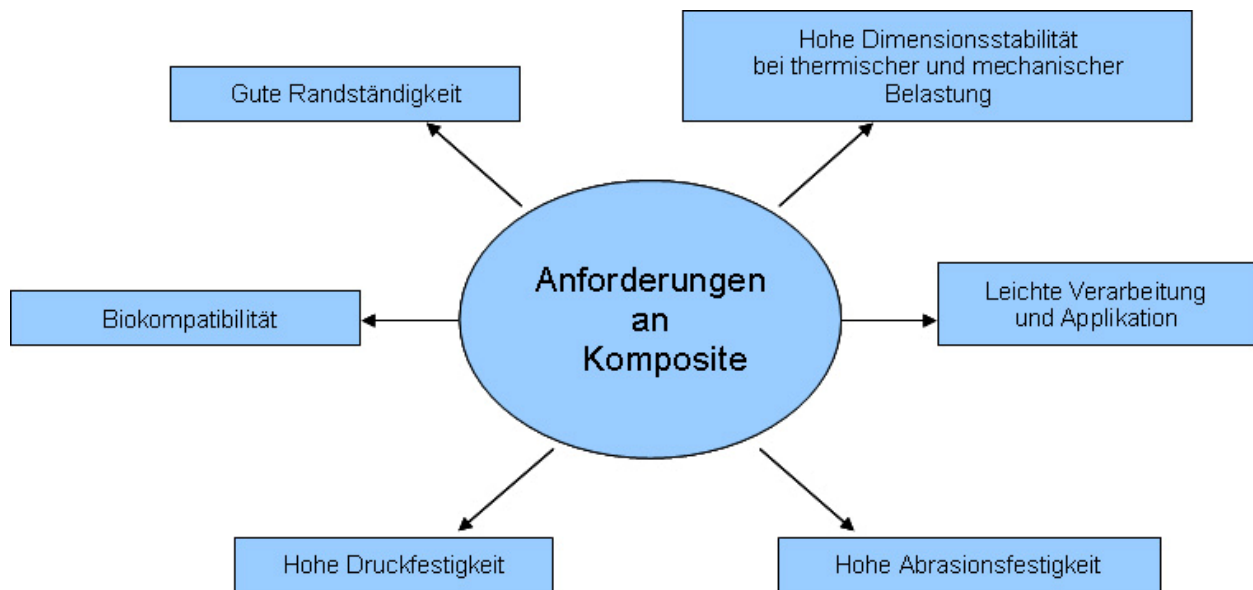 Hohe Dimensionsstabilität
bei thermischer und mechanischer
Belastung
Gute Randständigkeit
Anforderungen
an
Komposite
Leichte Verarbeitung
und Applikation
Biokompatibilität
Hohe Druckfestigkeit
Hohe Abrasionsfestigkeit